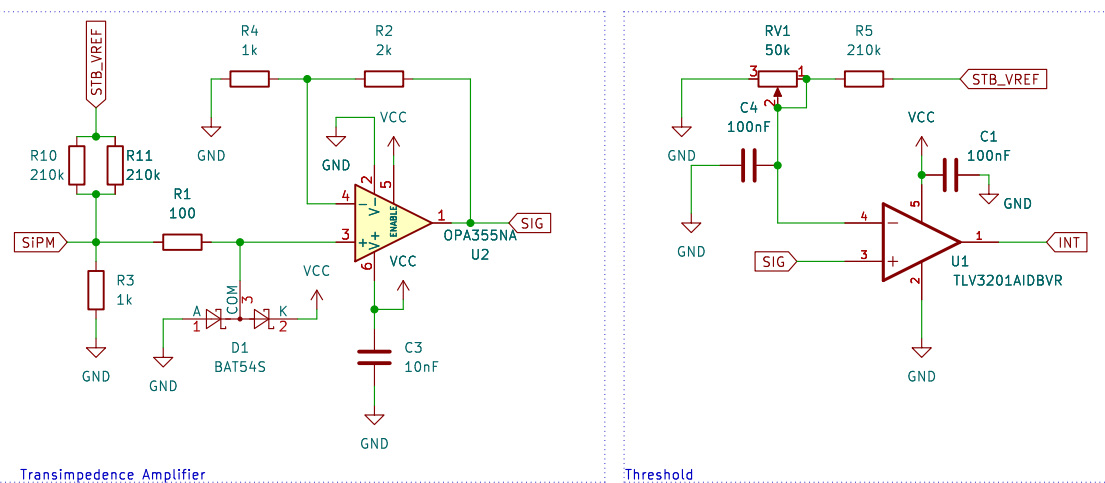 STB_VREF
R4
1k
R2
2k
R10
210k
R11
210k
GND
GND
VCC
R1
100
2
V-
5
ENABLE
4
-
3
+
V+
6
1
SIG
OPA355NA
U2
SiPM
R3
1k
GND
VCC
VCC
A
1
COM
3
K
2
D1
BAT54S
GND
C3
10nF
GND
Transimpedence Amplifier
RV1
50k
3
1
2
R5
210k
STB_VREF
GND
C4
100nF
GND
VCC
C1
100nF
GND
5
4
-
SIG
3
+
2
1
INT
U1
TLV3201AIDBVR
GND
Threshold